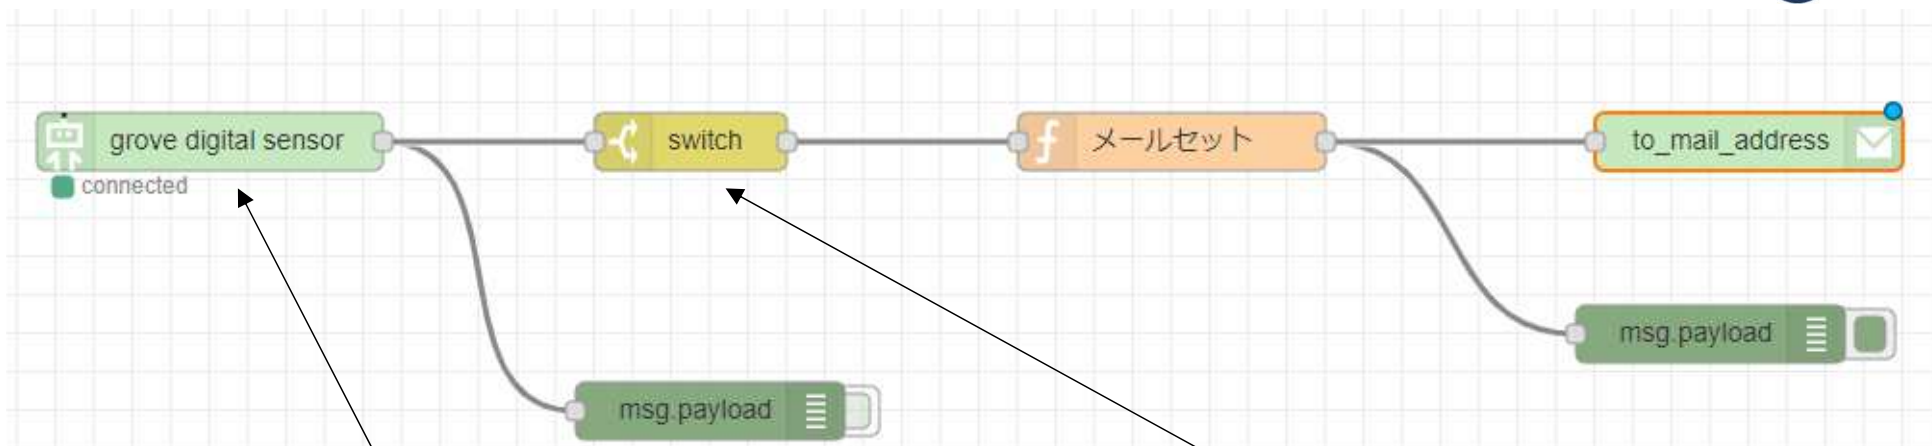 grove digital sensor
switch
メールセット
to_mail_address
connected
msg.payload
msg.payload